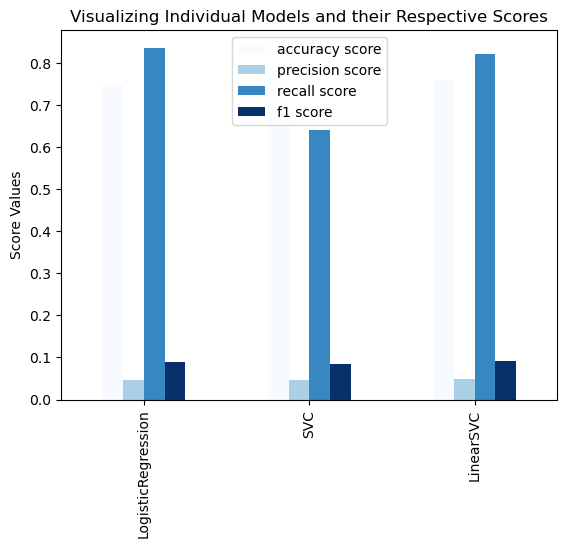 Visualizing Individual Models and their Respective Scores
accuracy score
precision score
recall score
f1 score
Score Values
0.8
0.7
0.6
0.5
0.4
0.3
0.2
0.1
0.0
LogisticRegression
SVC
LinearSVC